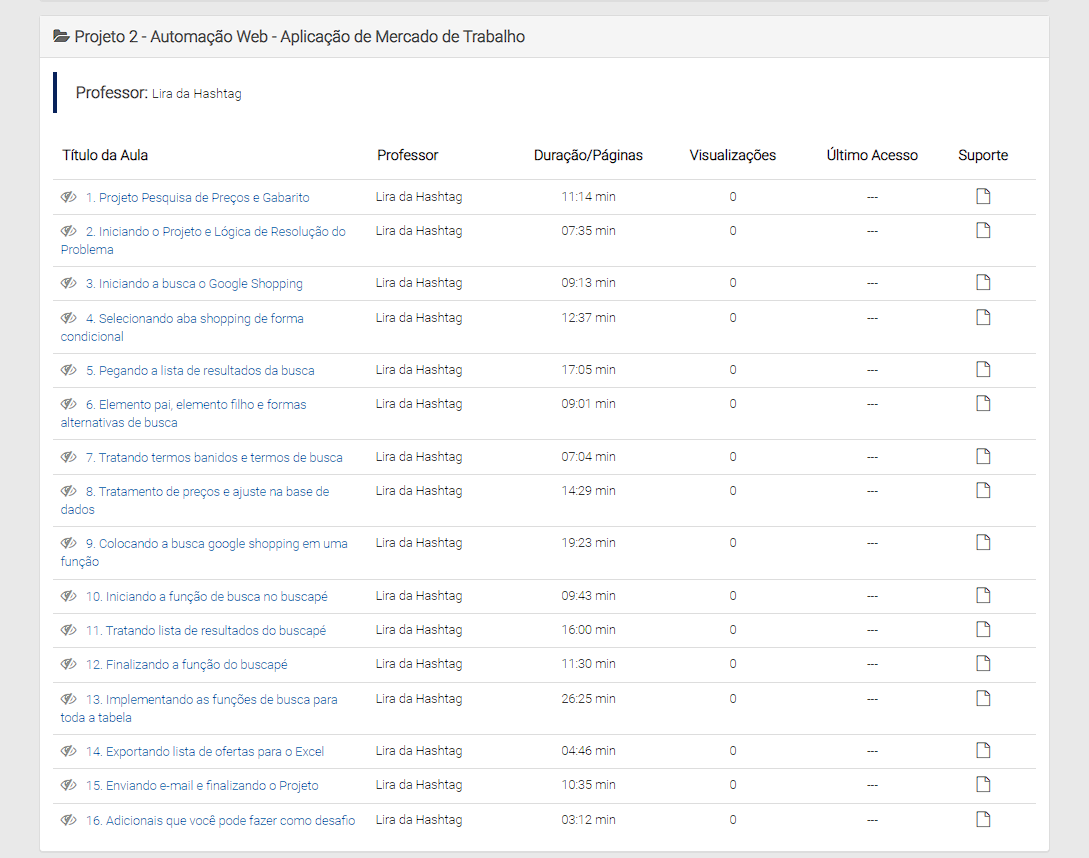 Projeto 2 - Automação Web - Aplicação de Mercado de Trabalho
Professor: Lira da Hashtag
Título da Aula Professor Duração/Páginas Visualizações Último Acesso Suporte
1. Projeto Pesquisa de Preços e Gabarito Lira da Hashtag 11:14 min 0 ---
2. Iniciando o Projeto e Lógica de Resolução do Lira da Hashtag 07:35 min 0 ---
Problema
3. Iniciando a busca o Google Shopping Lira da Hashtag 09:13 min 0 ---
4. Selecionando aba shopping de forma Lira da Hashtag 12:37 min 0 ---
condicional
5. Pegando a lista de resultados da busca Lira da Hashtag 17:05 min 0 ---
6. Elemento pai, elemento filho e formas Lira da Hashtag 09:01 min 0 ---
alternativas de busca
7. Tratando termos banidos e termos de busca Lira da Hashtag 07:04 min 0 ---
8. Tratamento de preços e ajuste na base de Lira da Hashtag 14:29 min 0 ---
dados
9. Colocando a busca google shopping em uma Lira da Hashtag 19:23 min 0 ---
função
10. Iniciando a função de busca no buscapé Lira da Hashtag 09:43 min 0 ---
11. Tratando lista de resultados do buscapé Lira da Hashtag 16:00 min 0 ---
12. Finalizando a função do buscapé Lira da Hashtag 11:30 min 0 ---
13. Implementando as funções de busca para Lira da Hashtag 26:25 min 0 ---
toda a tabela
14. Exportando lista de ofertas para o Excel Lira da Hashtag 04:46 min 0 ---
15. Enviando e-mail e finalizando o Projeto Lira da Hashtag 10:35 min 0 ---
16. Adicionais que você pode fazer como desafio Lira da Hashtag 03:12 min 0 ---